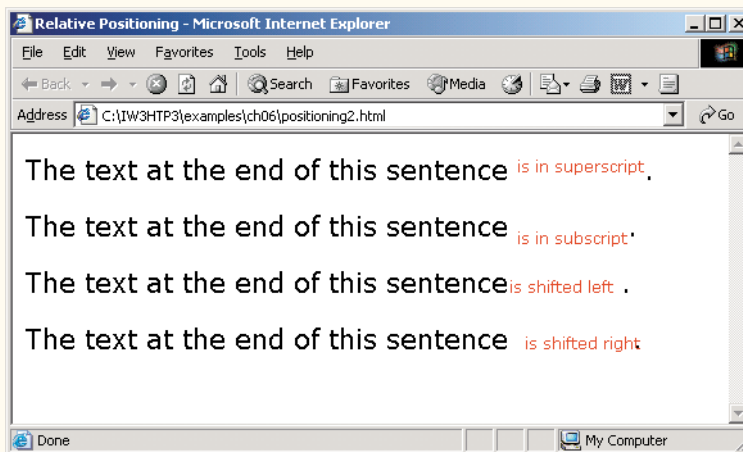 Relative Positioning - Microsoft Internet Explorer
File Edit View Favorites Tools Help
Back Search Favorites Media
Address C:\IW3HTP3\examples\ch06\positioning2.html Go
The text at the end of this sentence is in superscript.
The text at the end of this sentence is in subscript.
The text at the end of this sentence is shifted left .
The text at the end of this sentence is shifted right.
Done My Computer